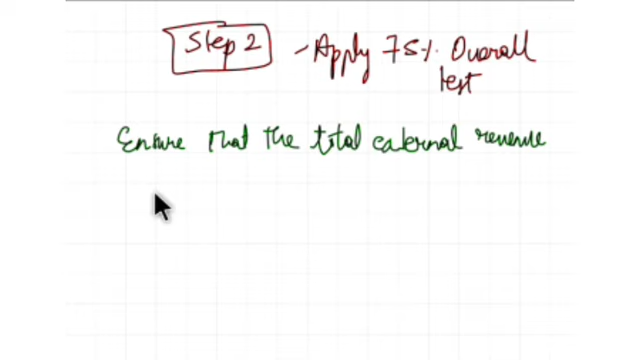 Step 2 - Apply 75% Overall
test
Ensure that the total external revenue